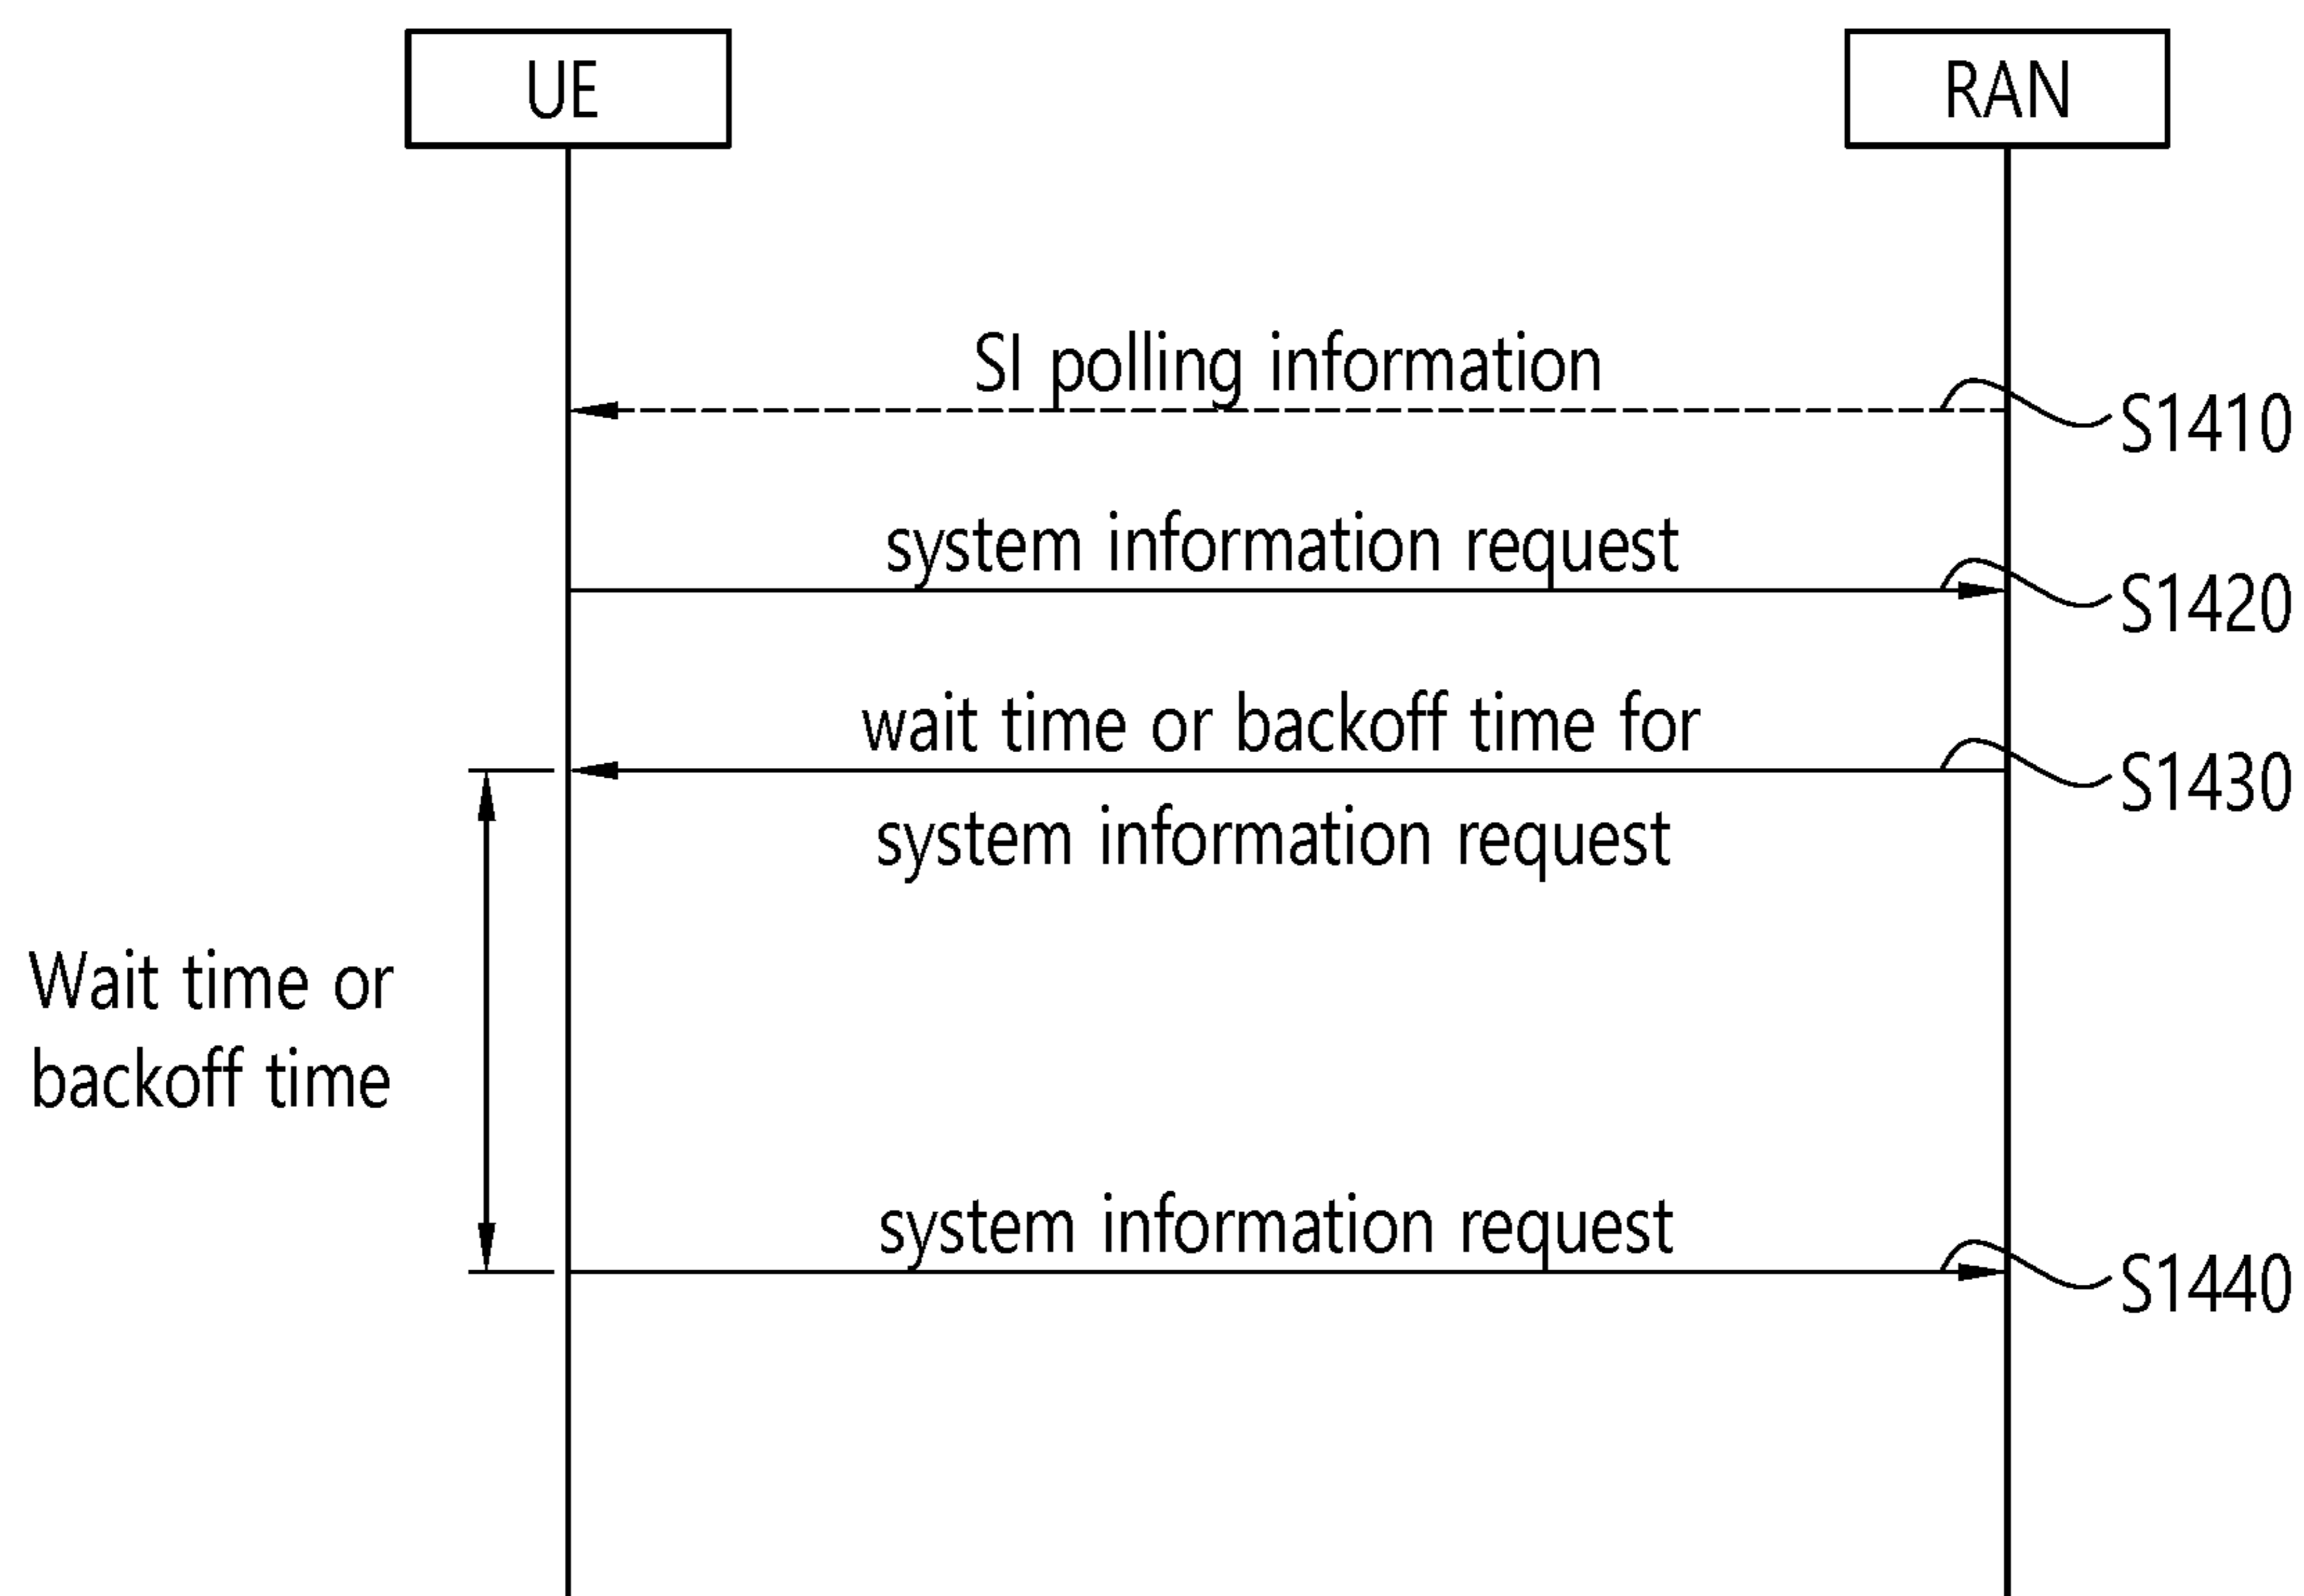 UE
RAN
SI polling information
S1410
system information request
S1420
wait time or backoff time for
S1430
system information request
Wait time or
backoff time
system information request
S1440